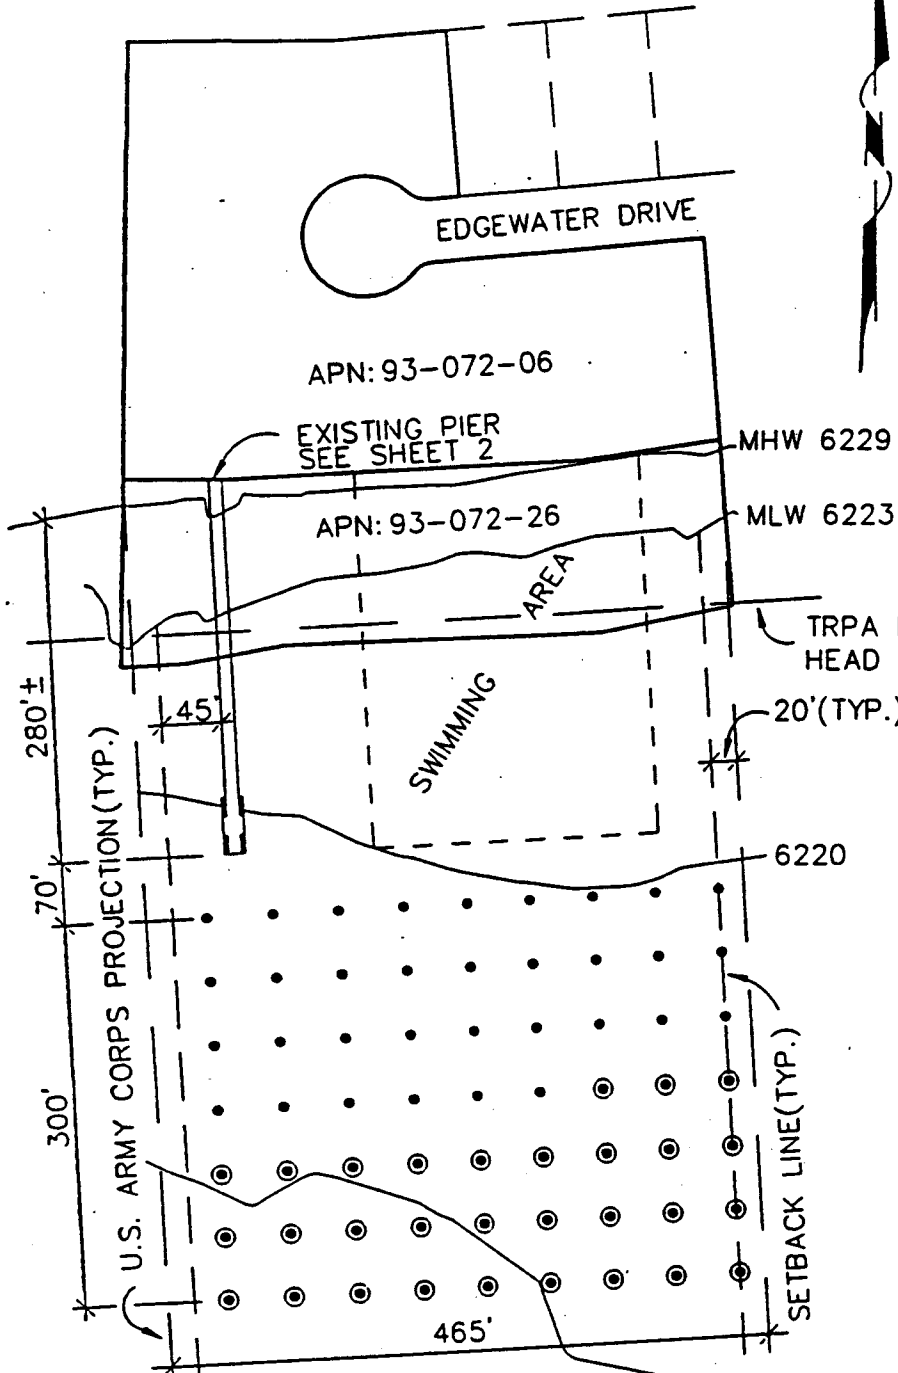 N
EDGEWATER DRIVE
APN: 93-072-06
EXISTING PIER
SEE SHEET 2
MHW 6229
APN: 93-072-26
MLW 6223
AREA
TRPA
HEAD
280'±
45'
SWIMMING
20'(TYP.)
6220
70'
U.S. ARMY CORPS PROJECTION(TYP.)
300'
SETBACK LINE(TYP.)
465'